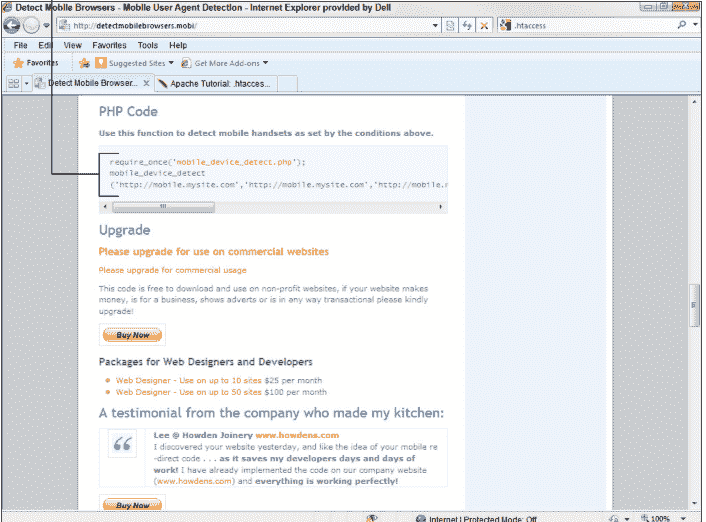 Detect Mobile Browsers - Mobile User Agent Detection - Internet Explorer provided by Dell
http://detectmobilebrowsers.mobi/
.htaccess
File Edit View Favorites Tools Help
Favorites Suggested Sites Get More Add-ons
Detect Mobile Browser... Apache Tutorial: .htacces...
PHP Code
Use this function to detect mobile handsets as set by the conditions above.
require_once('mobile_device_detect.php');
mobile_device_detect
('http://mobile.mysite.com','http://mobile.mysite.com','http://mobile.m
Upgrade
Please upgrade for use on commercial websites
Please upgrade for commercial usage
This code is free to download and use on non-profit websites, if your website makes
money, is for a business, shows adverts or is in any way transactional please kindly
upgrade!
Buy Now
Packages for Web Designers and Developers
Web Designer - Use on up to 10 sites $25 per month
Web Designer - Use on up to 50 sites $100 per month
A testimonial from the company who made my kitchen:
Lee @ Howden Joinery www.howdens.com
I discovered your website yesterday, and like the idea of your mobile re
-direct code . . . as it saves my developers days and days of
work! I have already implemented the code on our company website
(www.howdens.com) and everything is working perfectly!
Buy Now
Internet | Protected Mode: Off
100%